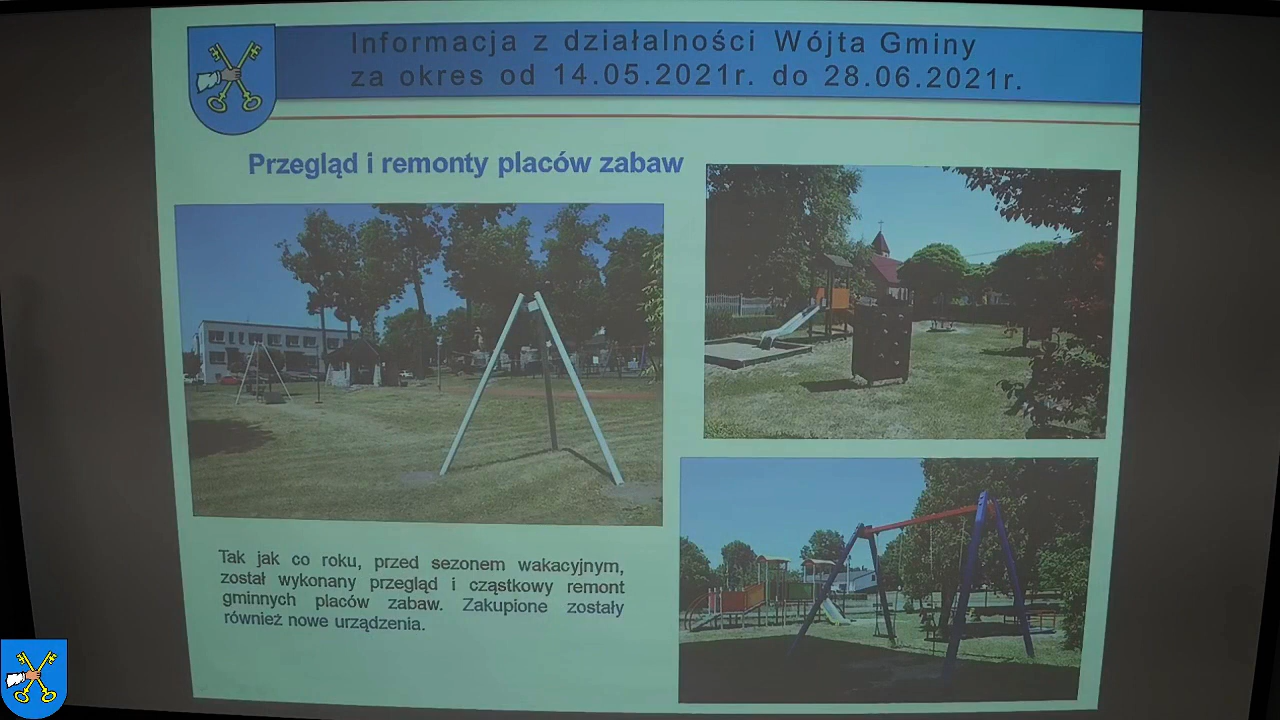 Informacja z działalności Wójta Gminy
za okres od 14.05.2021r. do 28.06.2021r.
Przegląd i remonty placów zabaw
Tak jak co roku, przed sezonem wakacyjnym,
został wykonany przegląd i cząstkowy remont
gminnych placów zabaw. Zakupione zostały
również nowe urządzenia.